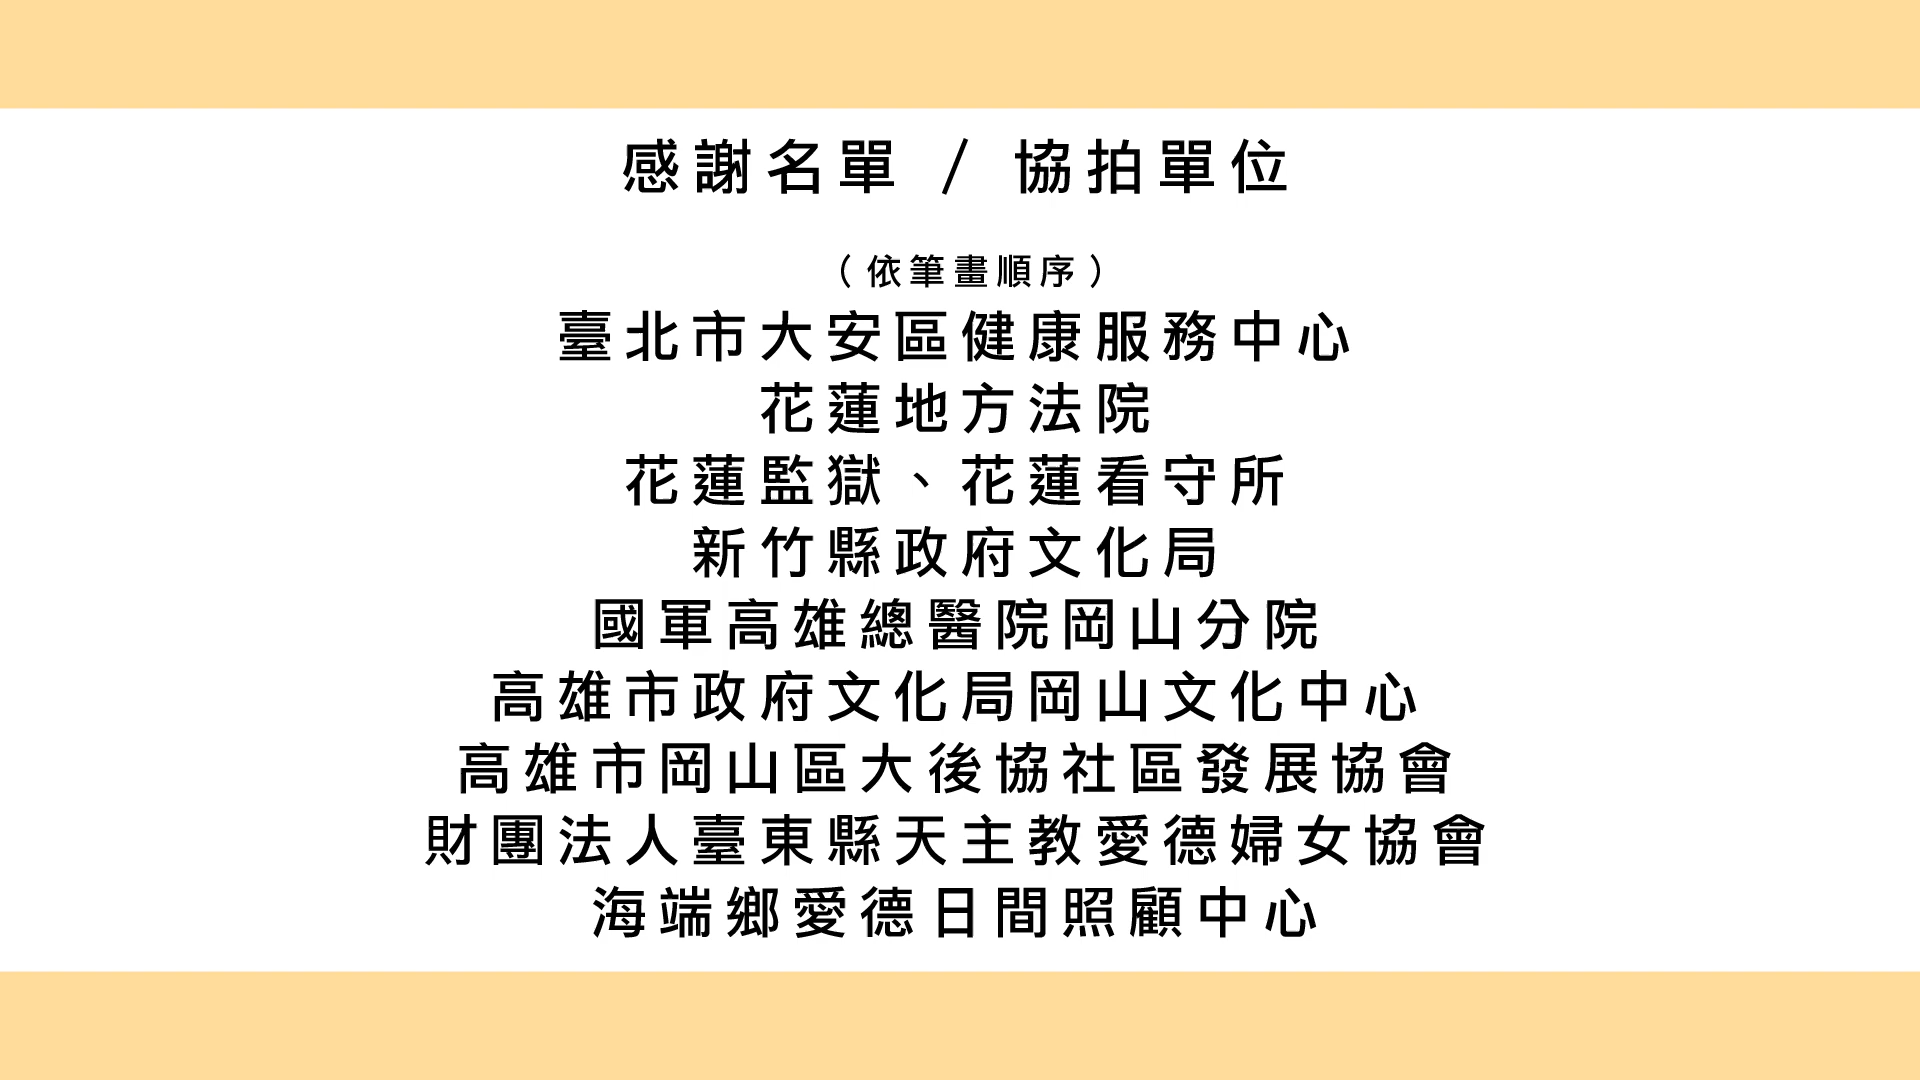 感謝名單 / 協拍單位
（依筆畫順序）
臺北市大安區健康服務中心
花蓮地方法院
花蓮監獄、花蓮看守所
新竹縣政府文化局
國軍高雄總醫院岡山分院
高雄市政府文化局岡山文化中心
高雄市岡山區大後協社區發展協會
財團法人臺東縣天主教愛德婦女協會
海端鄉愛德日間照顧中心